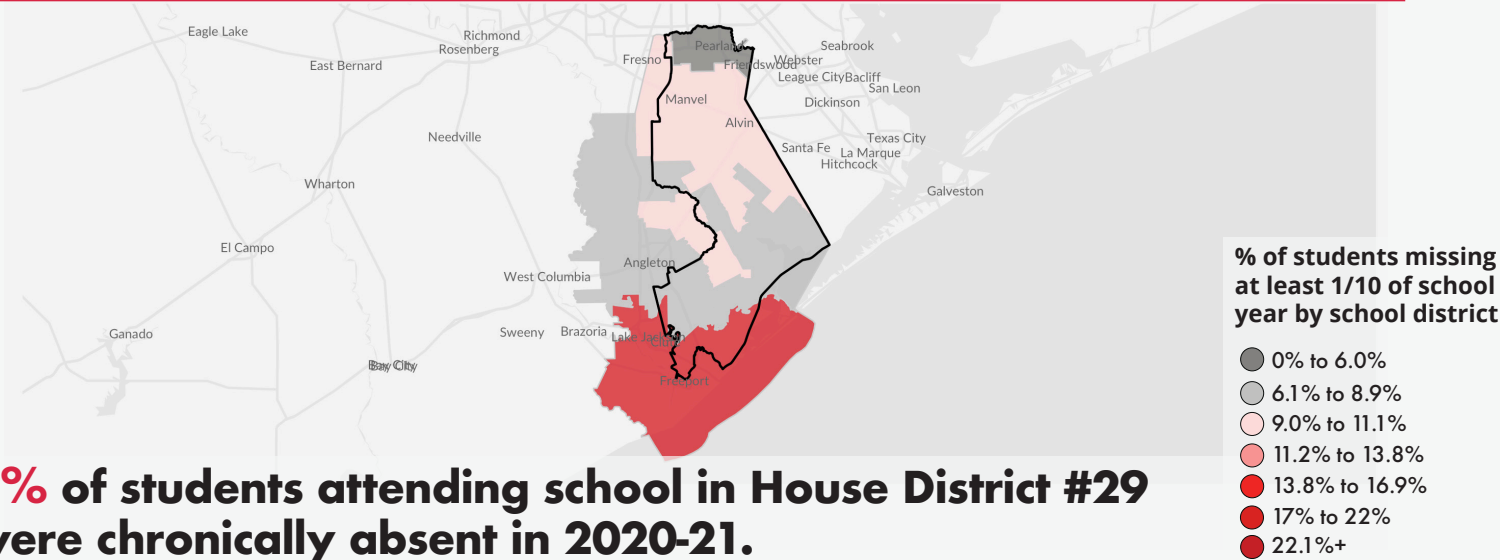 Eagle Lake
Richmond
Rosenberg
East Bernard
Fresno
Pearland
Friendswood
Webster
Seabrook
League City
Bacliff
San Leon
Dickinson
Manvel
Alvin
Needville
Texas City
Santa Fe
La Marque
Hitchcock
Wharton
Galveston
El Campo
Angleton
West Columbia
Ganado
Sweeny
Brazoria
Lake Jackson
Clute
Bay City
Bay City
Freeport
% of students missing
at least 1/10 of school
year by school district
0% to 6.0%
6.1% to 8.9%
9.0% to 11.1%
11.2% to 13.8%
13.8% to 16.9%
17% to 22%
22.1%+
% of students attending school in House District #29
were chronically absent in 2020-21.